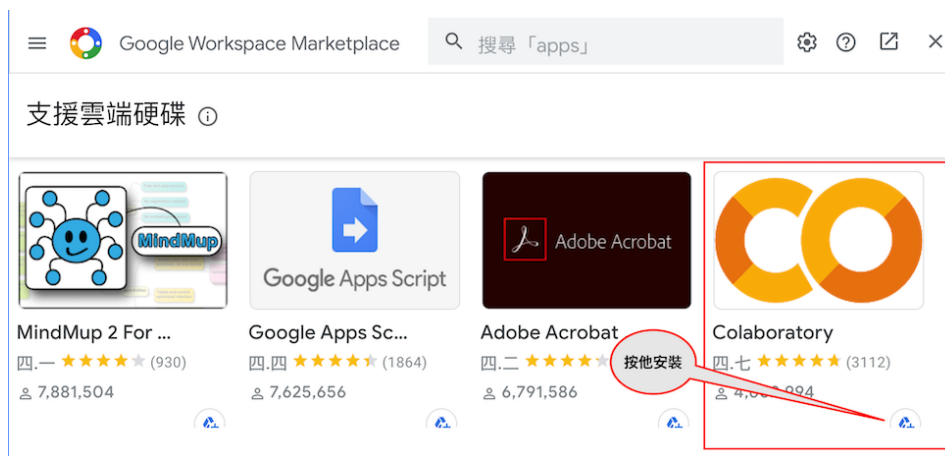 Google Workspace Marketplace
搜尋「apps」
支援雲端硬碟
MindMup
Google Apps Script
Adobe Acrobat
MindMup 2 For ...
Google Apps Sc...
Adobe Acrobat
Colaboratory
四.一 (930)
四.四 (1864)
四.二
四.七 (3112)
按他安裝
7,881,504
7,625,656
6,791,586